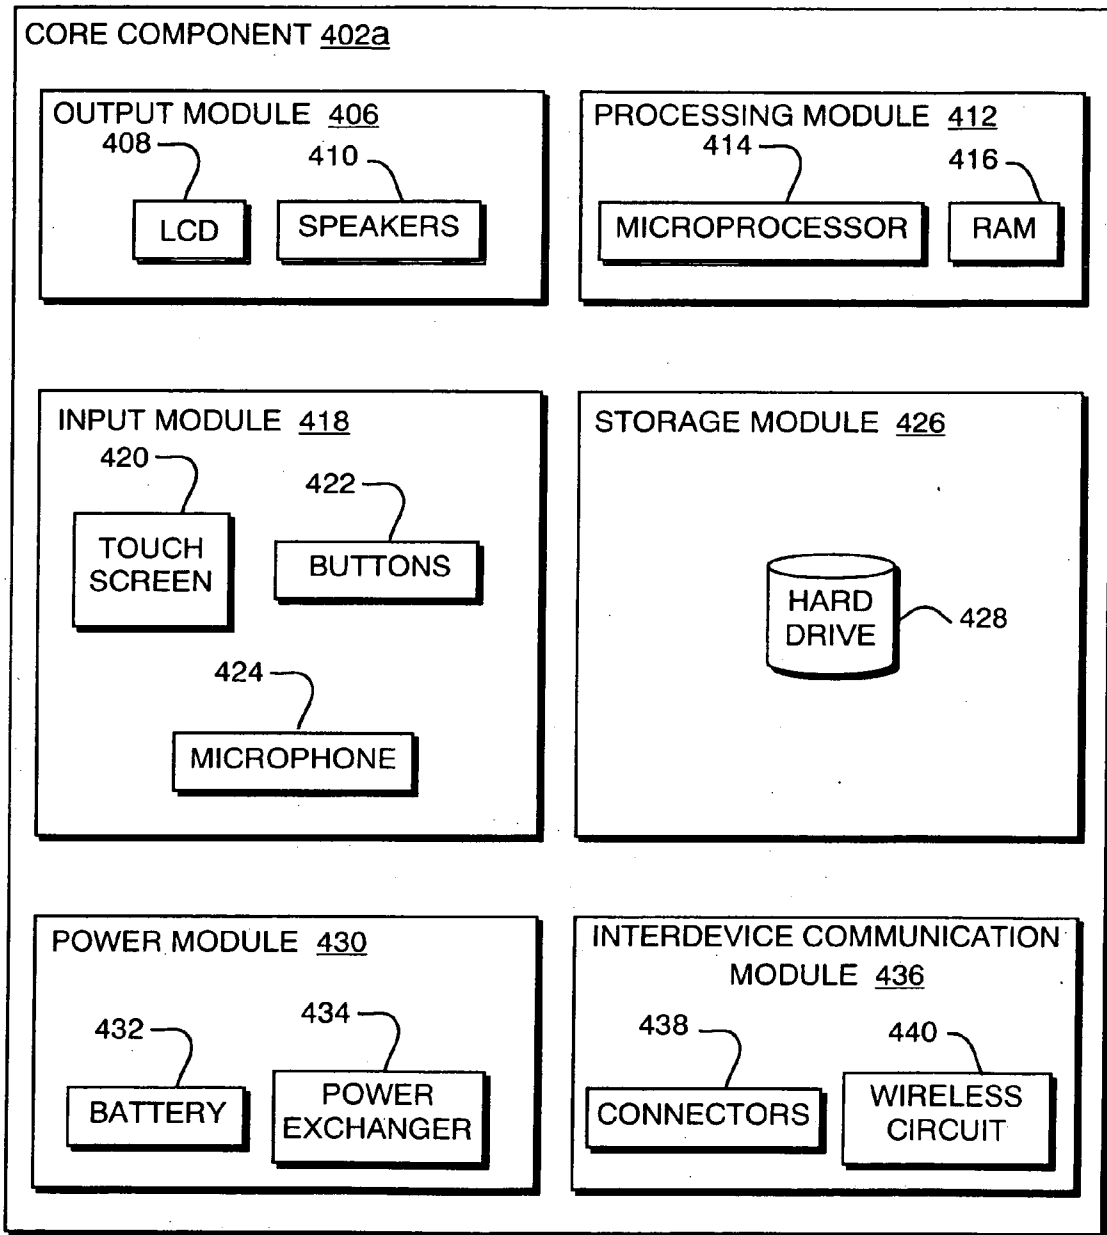 CORE COMPONENT 402a
OUTPUT MODULE 406
408
410
LCD
SPEAKERS
PROCESSING MODULE 412
414
416
MICROPROCESSOR
RAM
INPUT MODULE 418
420
422
TOUCH
SCREEN
BUTTONS
424
MICROPHONE
STORAGE MODULE 426
HARD
DRIVE
428
POWER MODULE 430
432
434
BATTERY
POWER
EXCHANGER
INTERDEVICE COMMUNICATION
MODULE 436
438
440
CONNECTORS
WIRELESS
CIRCUIT